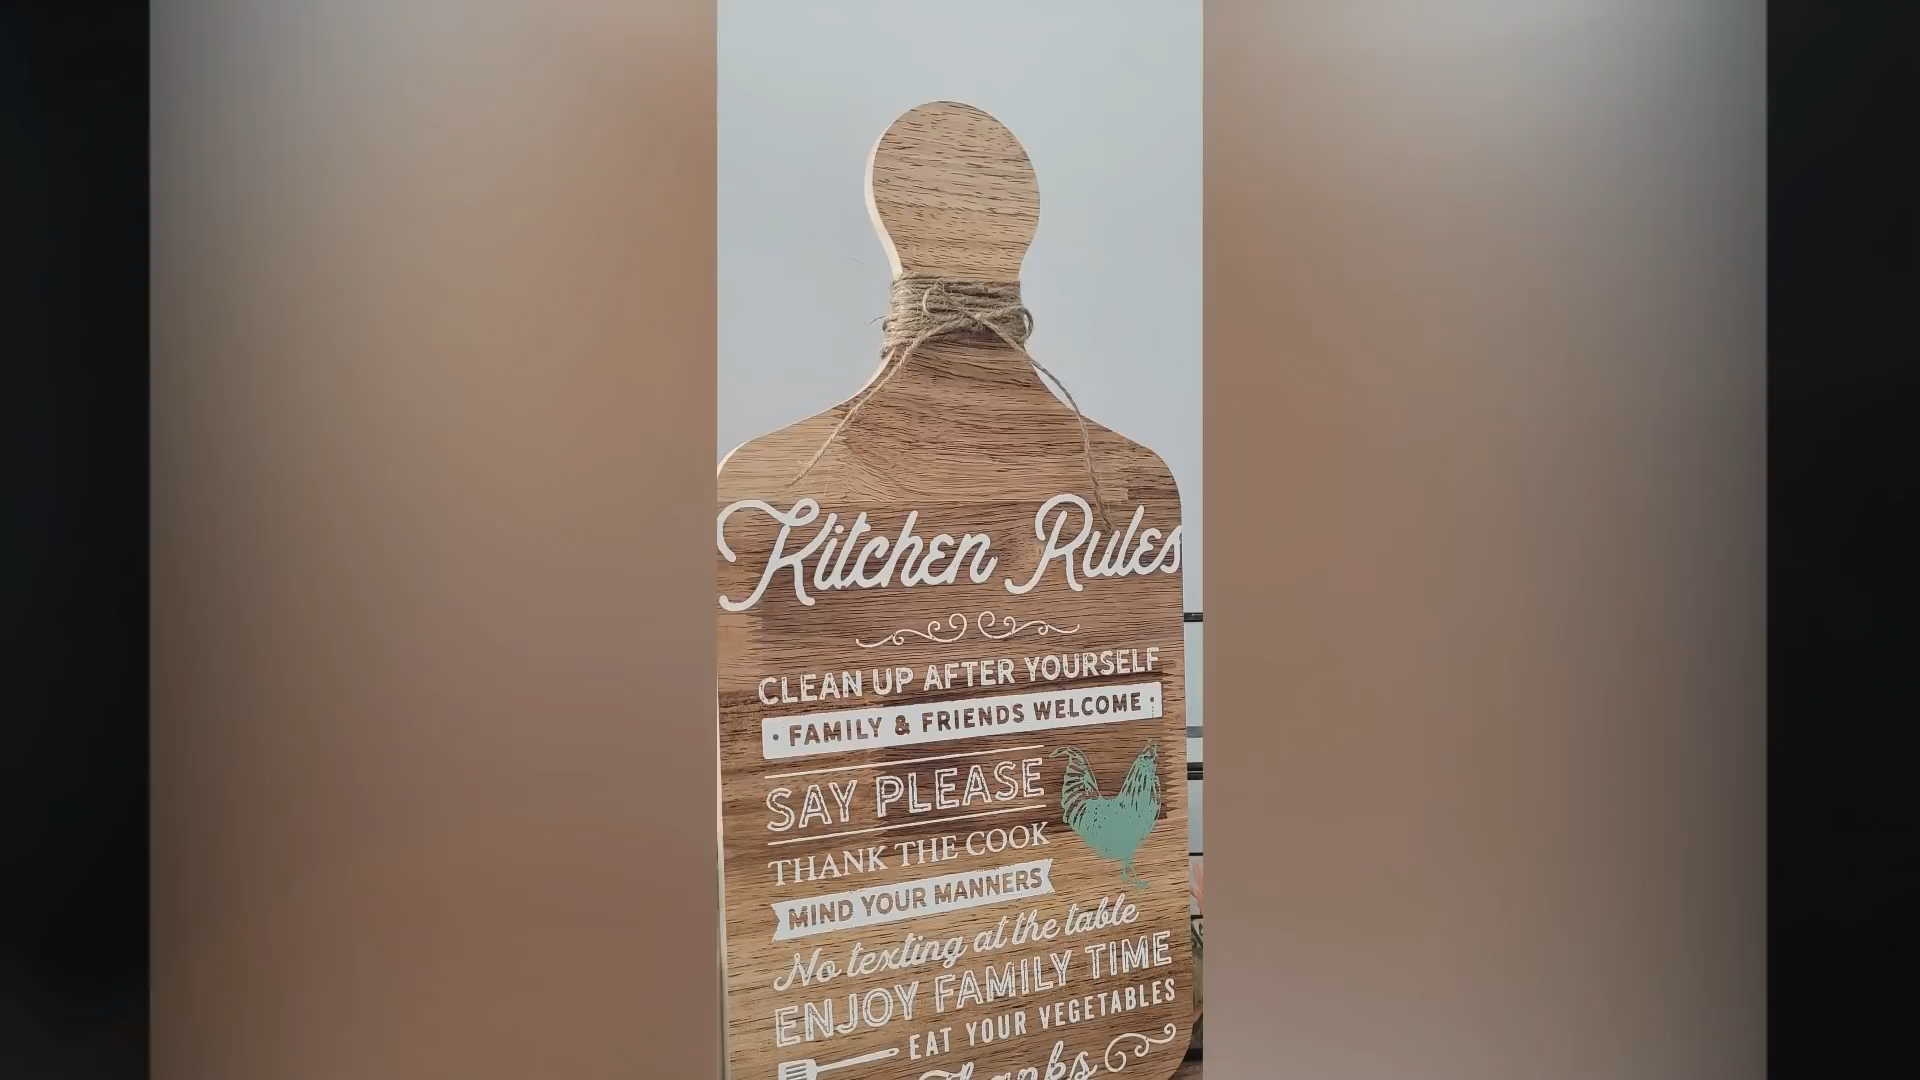 Kitchen Rules
CLEAN UP AFTER YOURSELF
· FAMILY & FRIENDS WELCOME ·
SAY PLEASE
THANK THE COOK
MIND YOUR MANNERS
No texting at the table
ENJOY FAMILY TIME
EAT YOUR VEGETABLES
Thanks